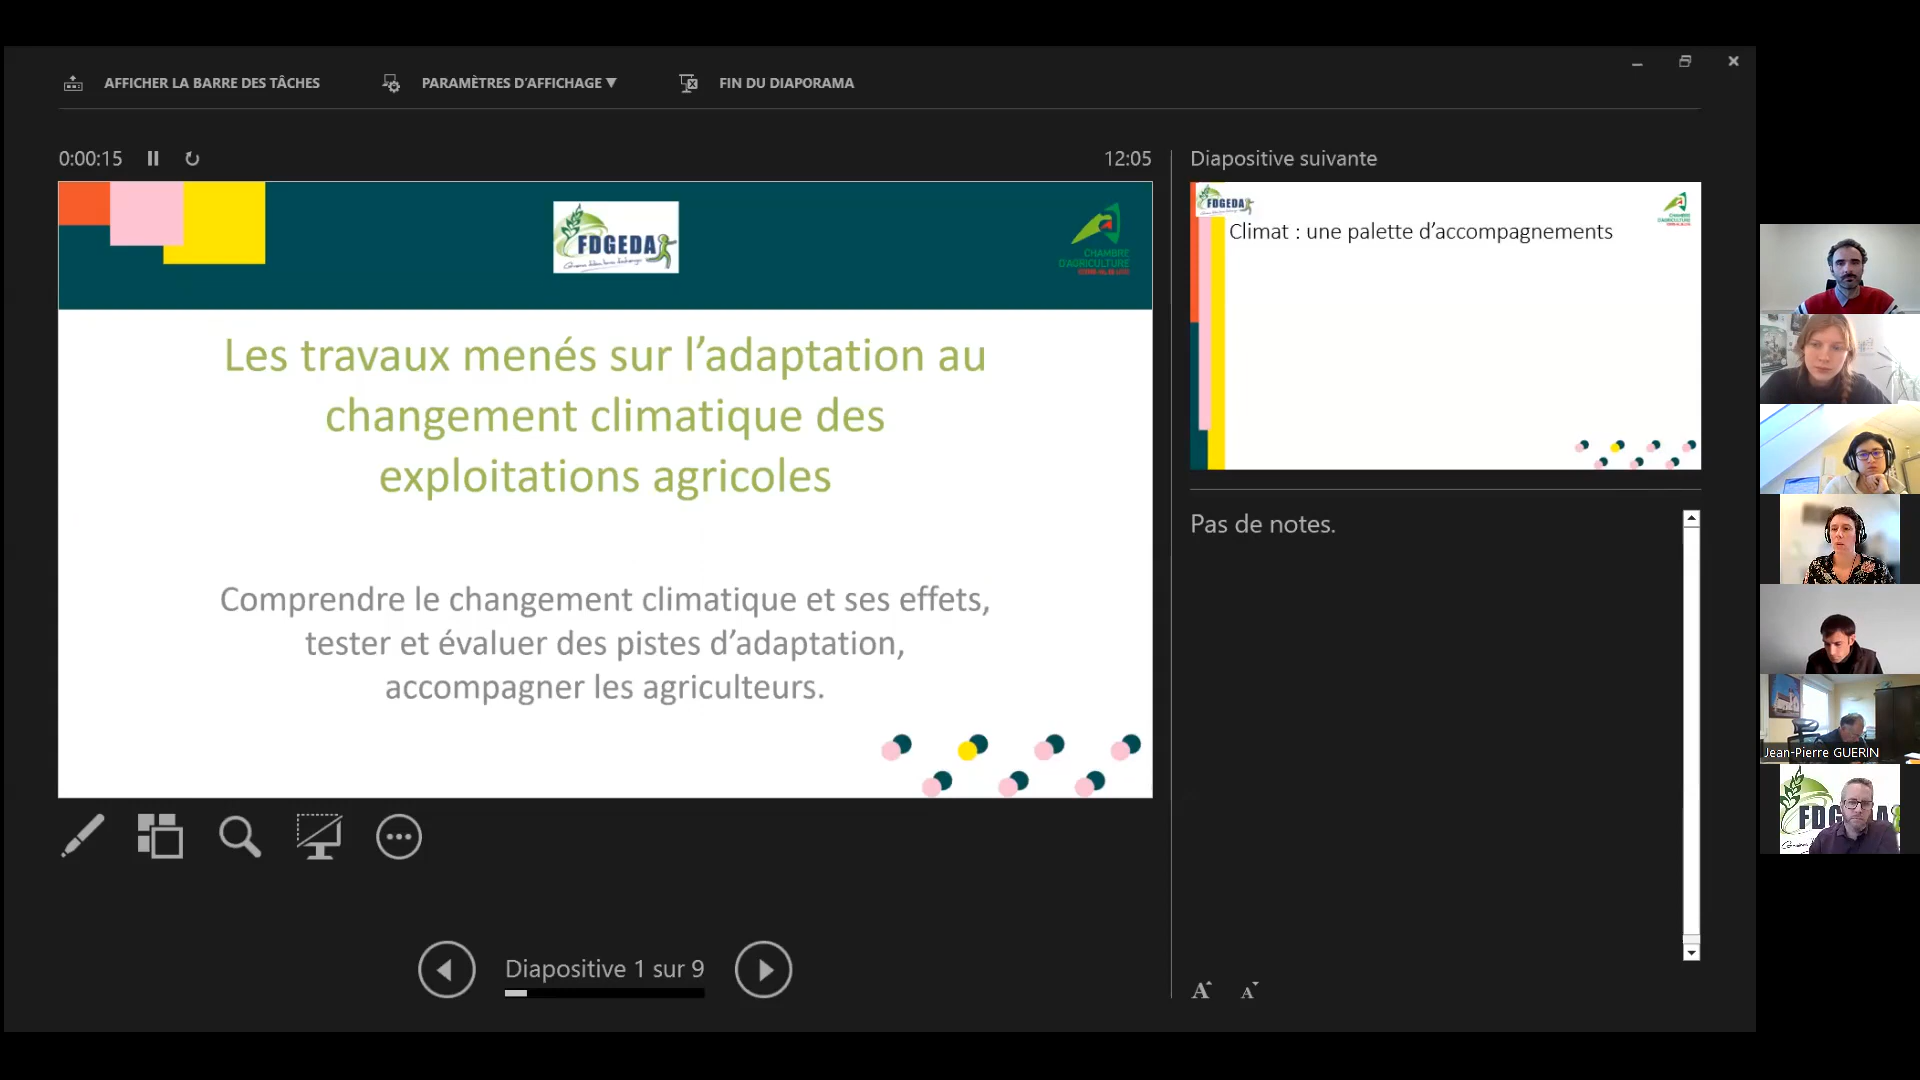 AFFICHER LA BARRE DES TÂCHES
PARAMÈTRES D'AFFICHAGE ▼
FIN DU DIAPORAMA
0:00:15
12:05
FDGEDA
CHAMBRE
D'AGRICULTURE
Les travaux menés sur l’adaptation au
changement climatique des
exploitations agricoles
Comprendre le changement climatique et ses effets,
tester et évaluer des pistes d’adaptation,
accompagner les agriculteurs.
Diapositive 1 sur 9
Diapositive suivante
FDGEDA
Climat : une palette d’accompagnements
Pas de notes.
A
A
Jean-Pierre GUERIN
FDG